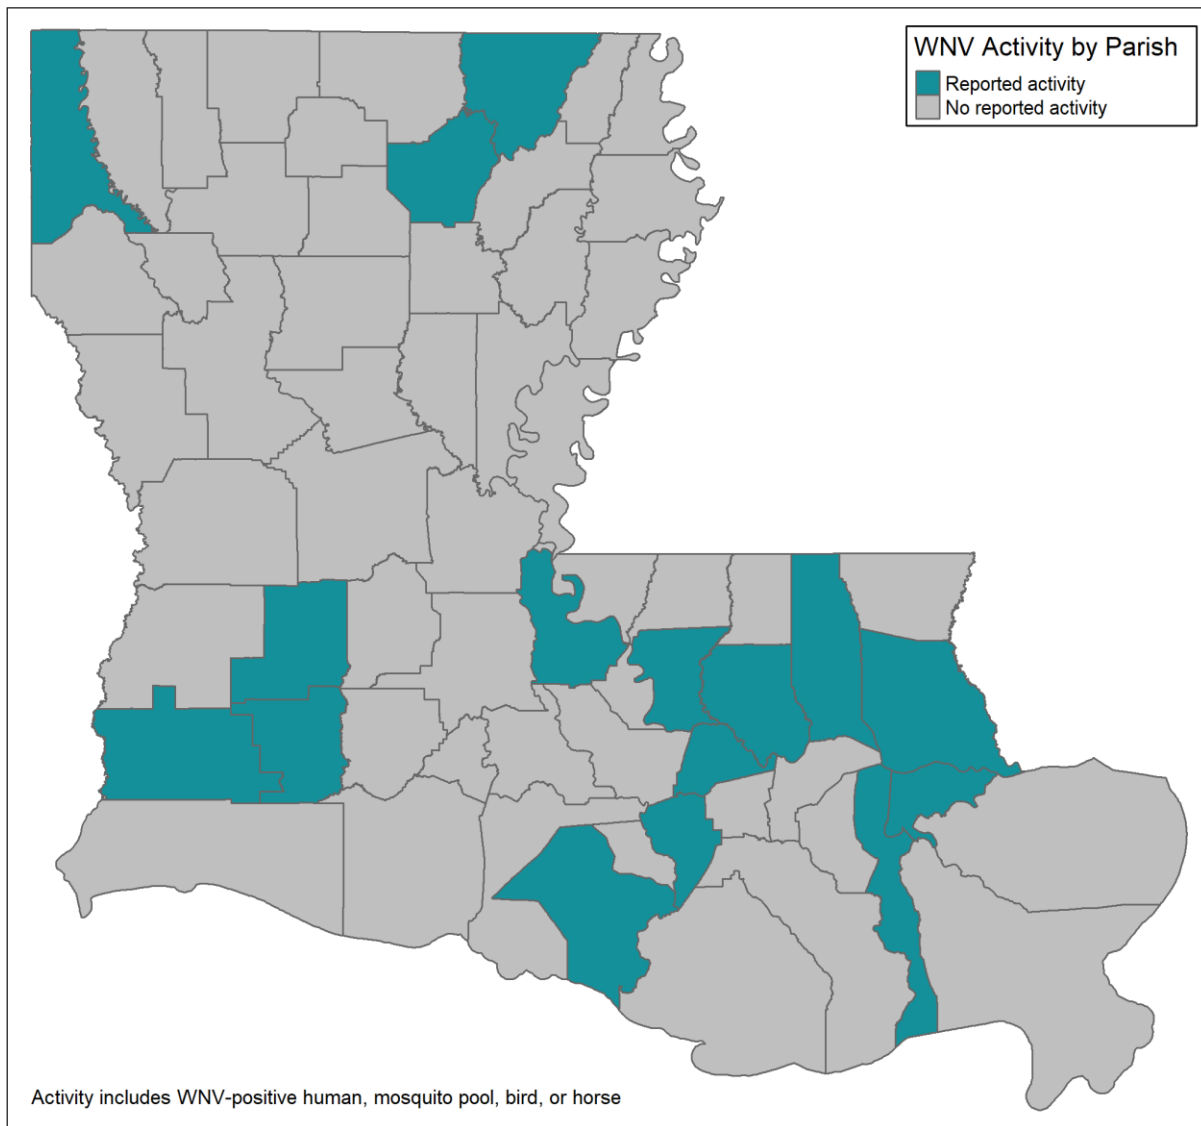 WNV Activity by Parish
Reported activity
No reported activity
Activity includes WNV-positive human, mosquito pool, bird, or horse